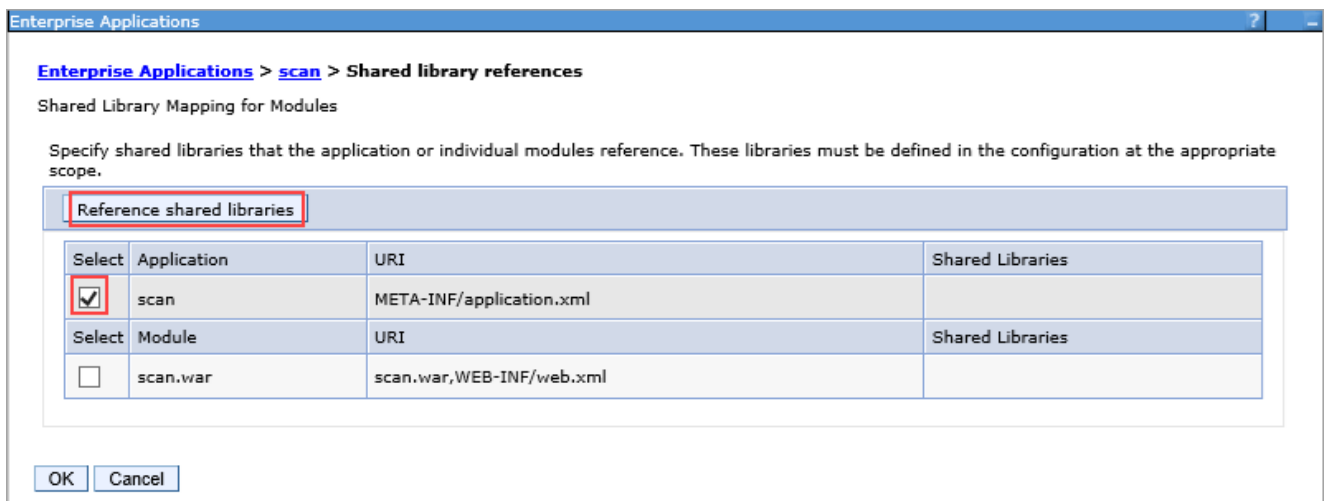 Enterprise Applications ? _
Enterprise Applications > scan > Shared library references
Shared Library Mapping for Modules
Specify shared libraries that the application or individual modules reference. These libraries must be defined in the configuration at the appropriate
scope.
Reference shared libraries
Select Application URI Shared Libraries
scan META-INF/application.xml
Select Module URI Shared Libraries
scan.war scan.war,WEB-INF/web.xml
OK Cancel